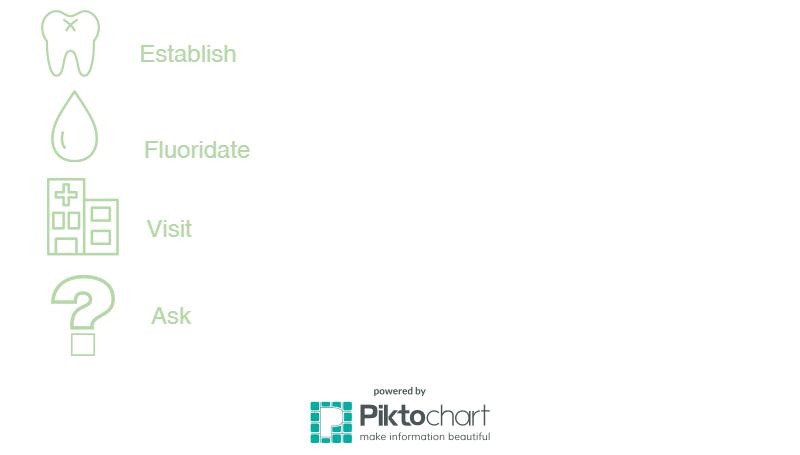 Establish
Fluoridate
Visit
Ask
powered by
Piktochart
make information beautiful